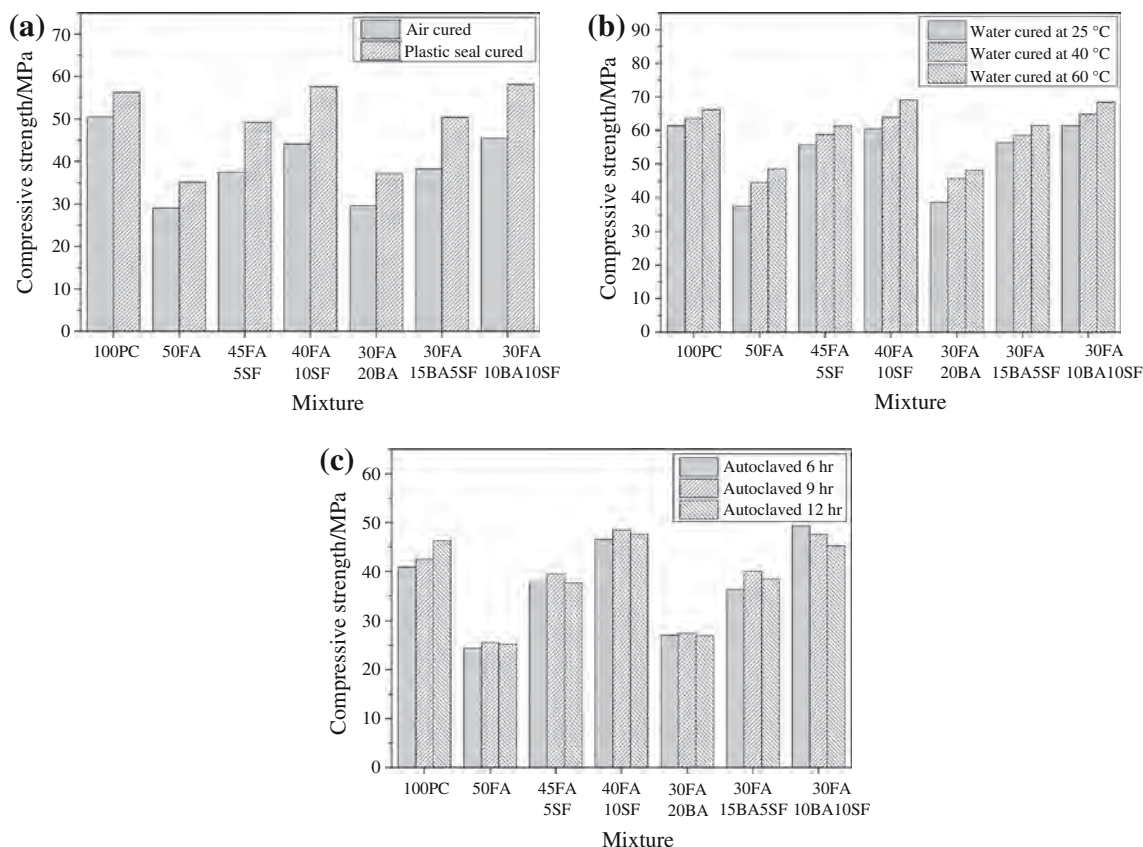 (a)
75
70
60
50
40
30
20
10
0
Compressive strength/MPa
Air cured
Plastic seal cured
100PC 50FA 45FA 40FA 30FA 30FA 30FA
5SF 10SF 20BA 15BA5SF 10BA10SF
Mixture
(b)
95
90
80
70
60
50
40
30
20
10
0
Compressive strength/MPa
Water cured at 25 °C
Water cured at 40 °C
Water cured at 60 °C
100PC 50FA 45FA 40FA 30FA 30FA 30FA
5SF 10SF 20BA 15BA5SF 10BA10SF
Mixture
(c)
60
50
40
30
20
10
0
Compressive strength/MPa
Autoclaved 6 hr
Autoclaved 9 hr
Autoclaved 12 hr
100PC 50FA 45FA 40FA 30FA 30FA 30FA
5SF 10SF 20BA 15BA5SF 10BA10SF
Mixture